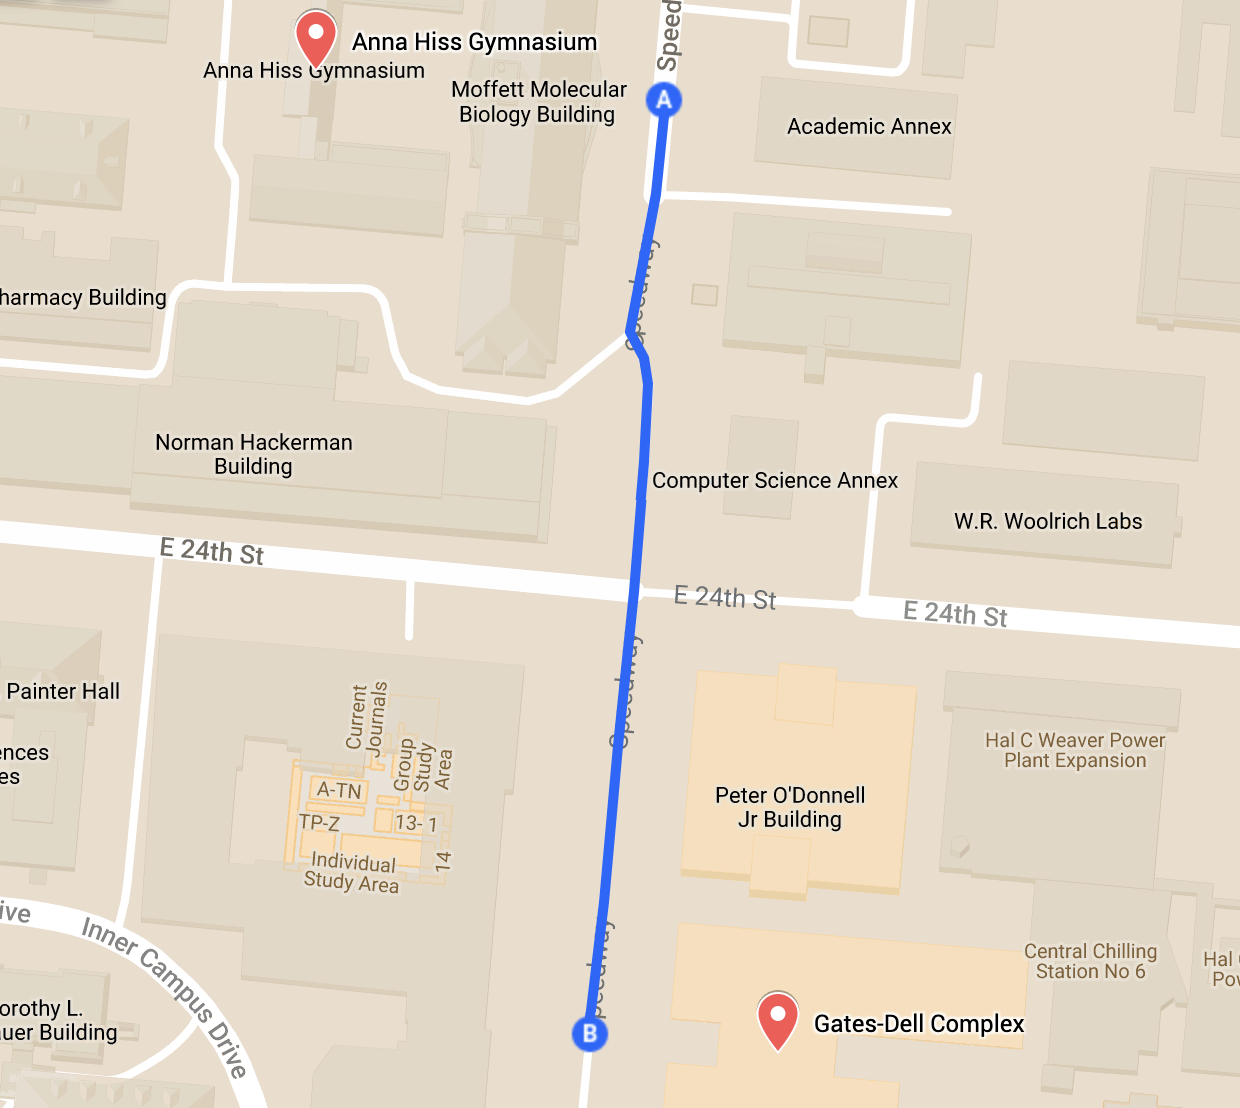 Speed
Anna Hiss Gymnasium
Anna Hiss Gymnasium
Moffett Molecular
Biology Building
A
Academic Annex
Speedway
harmacy Building
Norman Hackerman
Building
Computer Science Annex
W.R. Woolrich Labs
E 24th St
E 24th St
E 24th St
Speedway
Painter Hall
ences
es
Current
Journals
Group
Study
Area
A-TN
TP-Z
13-1
14
Individual
Study Area
Hal C Weaver Power
Plant Expansion
Peter O'Donnell
Jr Building
ive
Inner Campus Drive
peedway
Central Chilling
Station No 6
Hal
Pov
orothy L.
auer Building
B
Gates-Dell Complex